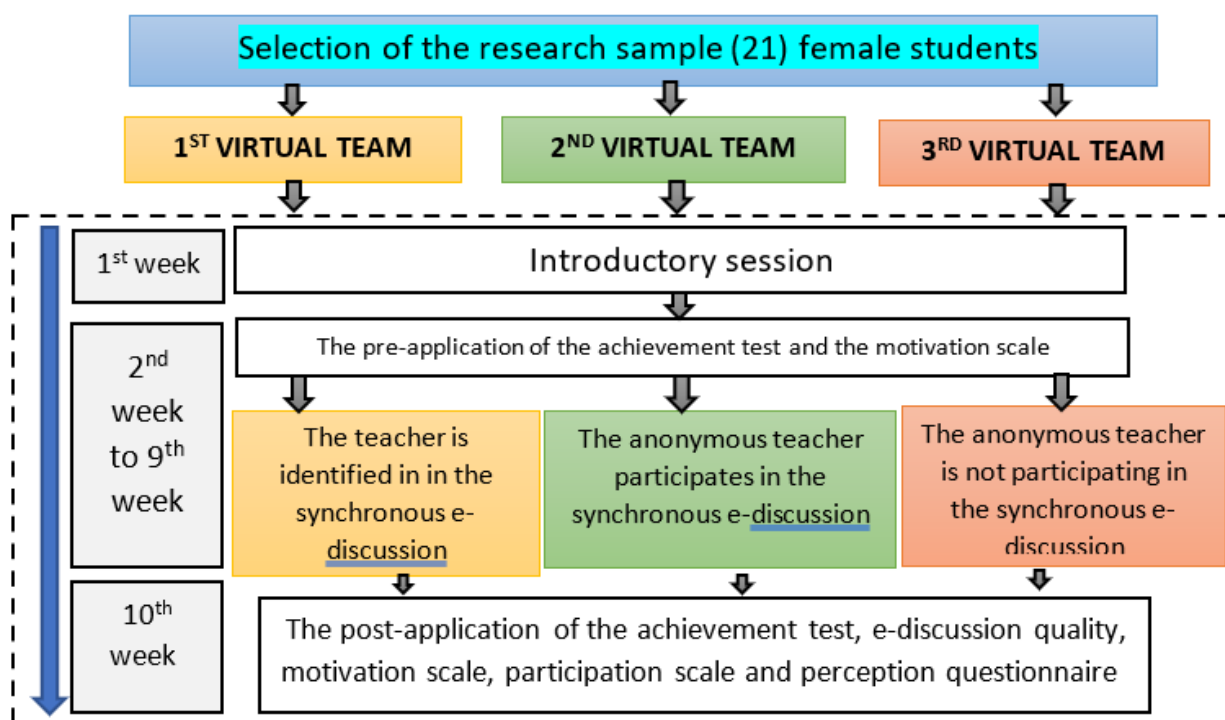 Selection of the research sample (21) female students
1ST VIRTUAL TEAM
2ND VIRTUAL TEAM
3RD VIRTUAL TEAM
1st week
Introductory session
2nd
week
to 9th
week
The pre-application of the achievement test and the motivation scale
The teacher is
identified in in the
synchronous e-
discussion
The anonymous teacher
participates in the
synchronous e-discussion
The anonymous teacher
is not participating in
the synchronous e-
discussion
10th
week
The post-application of the achievement test, e-discussion quality,
motivation scale, participation scale and perception questionnaire